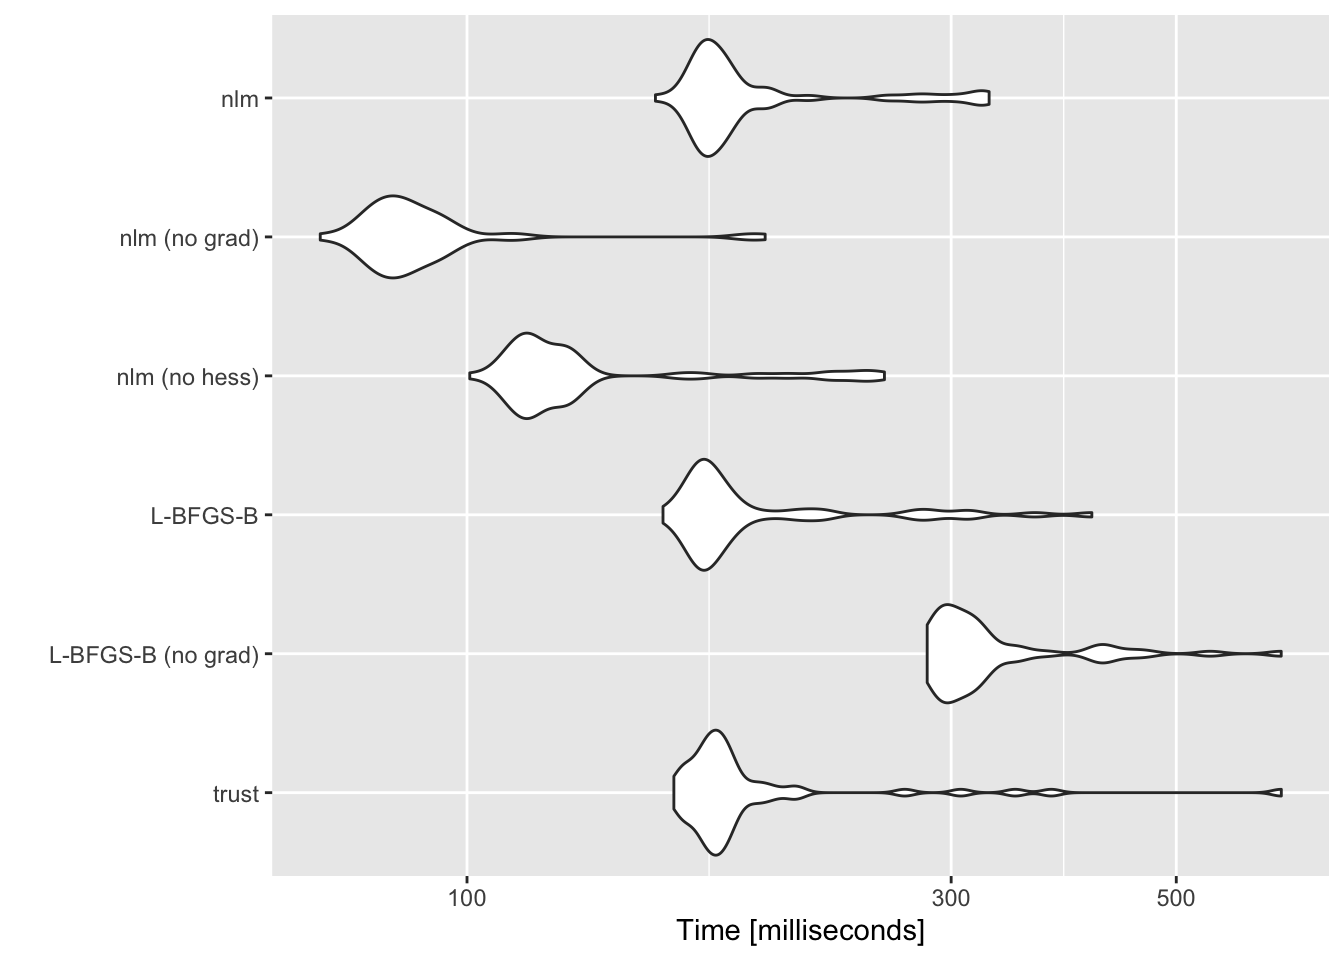 nlm
nlm (no grad)
nlm (no hess)
L-BFGS-B
L-BFGS-B (no grad)
trust
100 300 500
Time [milliseconds]